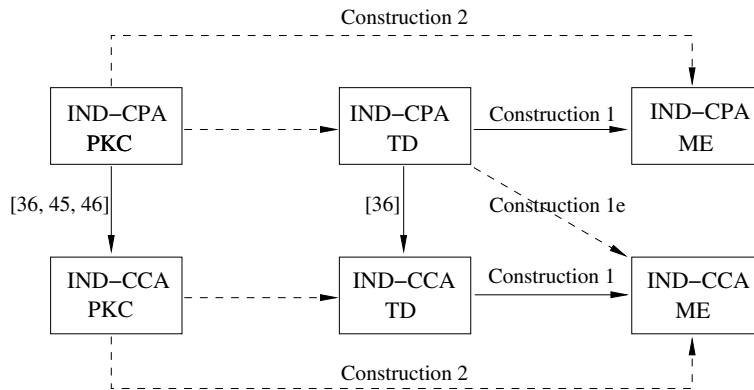 Construction 2
IND−CPA
PKC
IND−CPA
TD
Construction 1
IND−CPA
ME
[36, 45, 46]
[36]
Construction 1e
IND−CCA
PKC
IND−CCA
TD
Construction 1
IND−CCA
ME
Construction 2